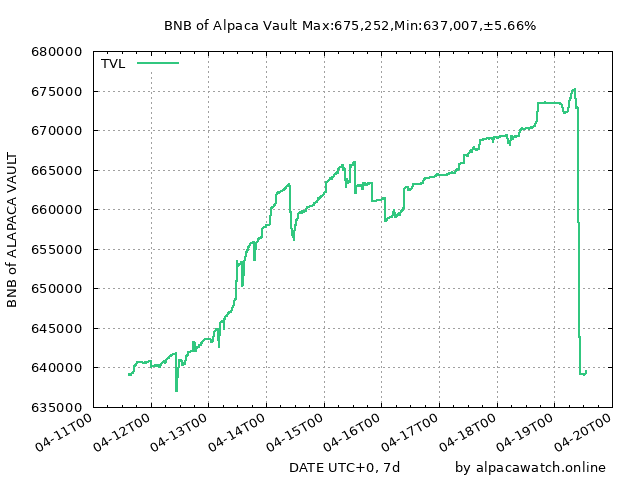 BNB of Alpaca Vault Max:675,252,Min:637,007,±5.66%
TVL
680000
675000
670000
665000
660000
655000
650000
645000
640000
635000
BNB of ALAPACA VAULT
04-11T00
04-12T00
04-13T00
04-14T00
04-15T00
04-16T00
04-17T00
04-18T00
04-19T00
04-20T00
DATE UTC+0, 7d
by alpacawatch.online